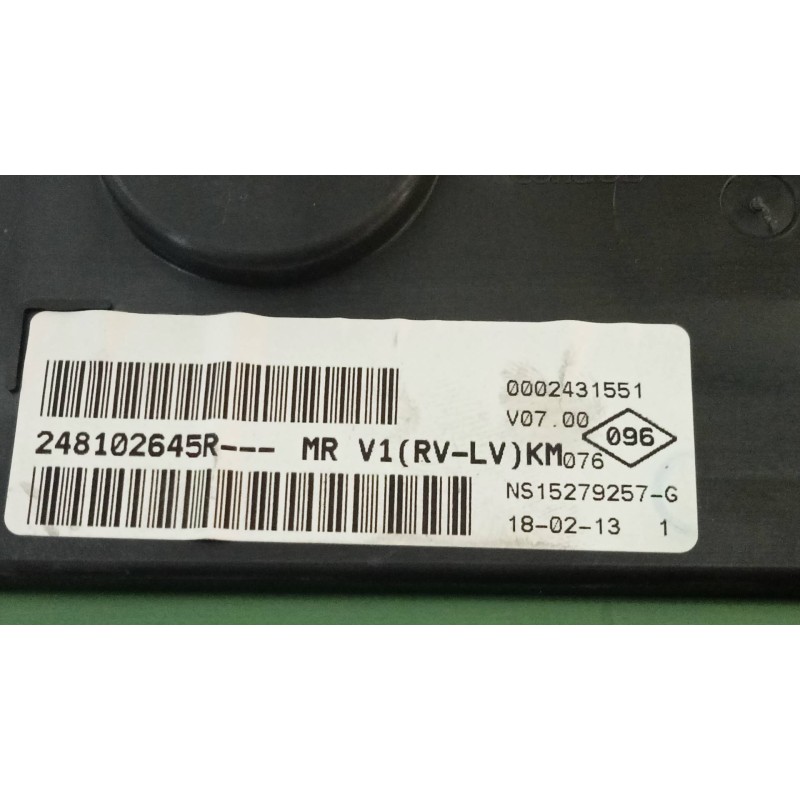 0002431551
V07.00
096
248102645R--- MR V1(RV-LV)KM
076
NS15279257-G
18-02-13 1